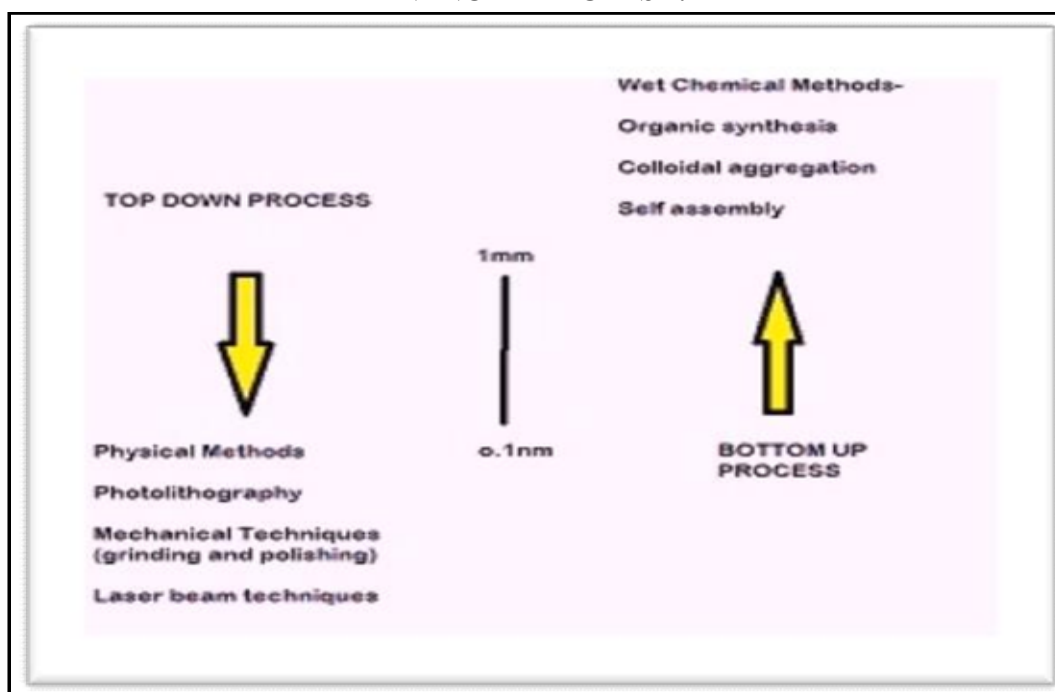 TOP DOWN PROCESS
Physical Methods
Photolithography
Mechanical Techniques
(grinding and polishing)
Laser beam techniques
1mm
o.1nm
Wet Chemical Methods-
Organic synthesis
Colloidal aggregation
Self assembly
BOTTOM UP
PROCESS